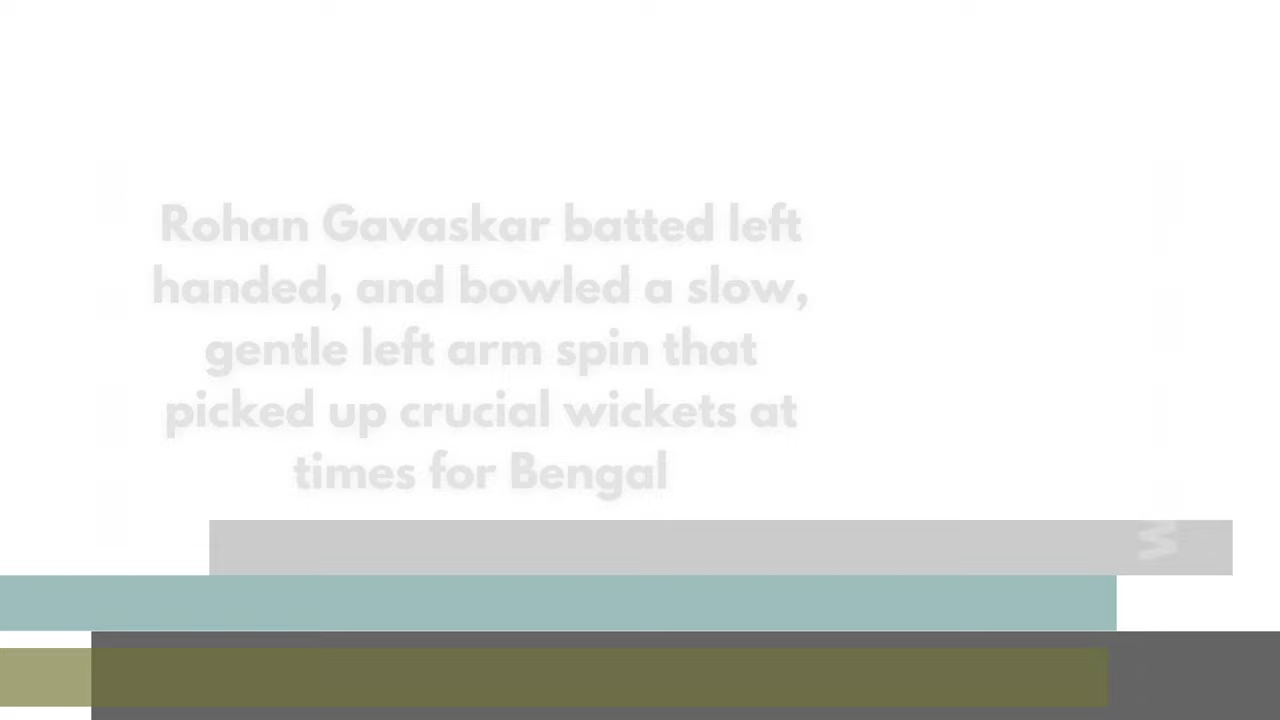 Rohan Gavaskar batted left
handed, and bowled a slow,
gentle left arm spin that
picked up crucial wickets at
times for Bengal